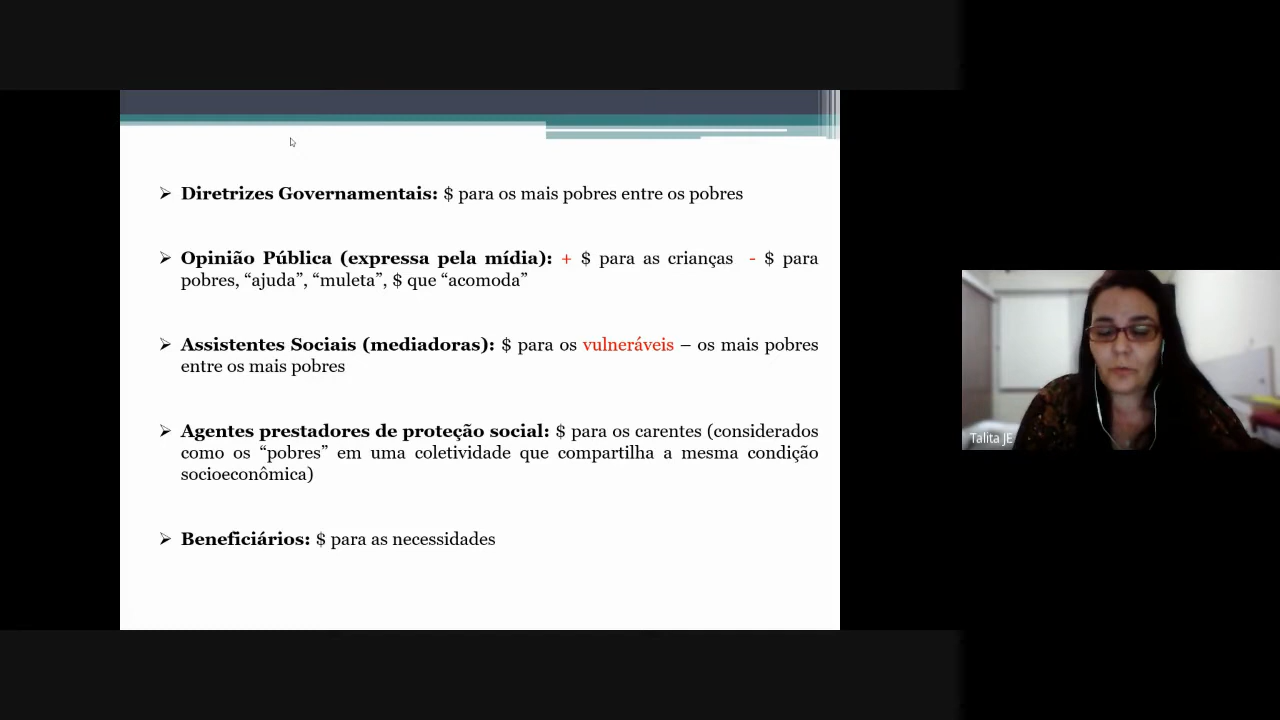 Diretrizes Governamentais: $ para os mais pobres entre os pobres
Opinião Pública (expressa pela mídia): + $ para as crianças - $ para
pobres, “ajuda”, “muleta”, $ que “acomoda”
Assistentes Sociais (mediadoras): $ para os vulneráveis – os mais pobres
entre os mais pobres
Agentes prestadores de proteção social: $ para os carentes (considerados
como os “pobres” em uma coletividade que compartilha a mesma condição
socioeconômica)
Beneficiários: $ para as necessidades
Talita JE